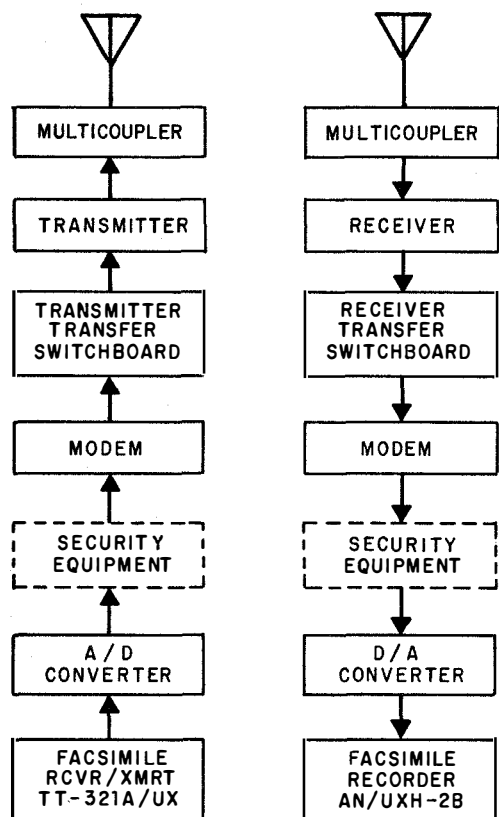 MULTICOUPLER
TRANSMITTER
TRANSMITTER
TRANSFER
SWITCHBOARD
MODEM
SECURITY
EQUIPMENT
A/D
CONVERTER
FACSIMILE
RCVR/XMRT
TT-321A/UX
MULTICOUPLER
RECEIVER
RECEIVER
TRANSFER
SWITCHBOARD
MODEM
SECURITY
EQUIPMENT
D/A
CONVERTER
FACSIMILE
RECORDER
AN/UXH-2B